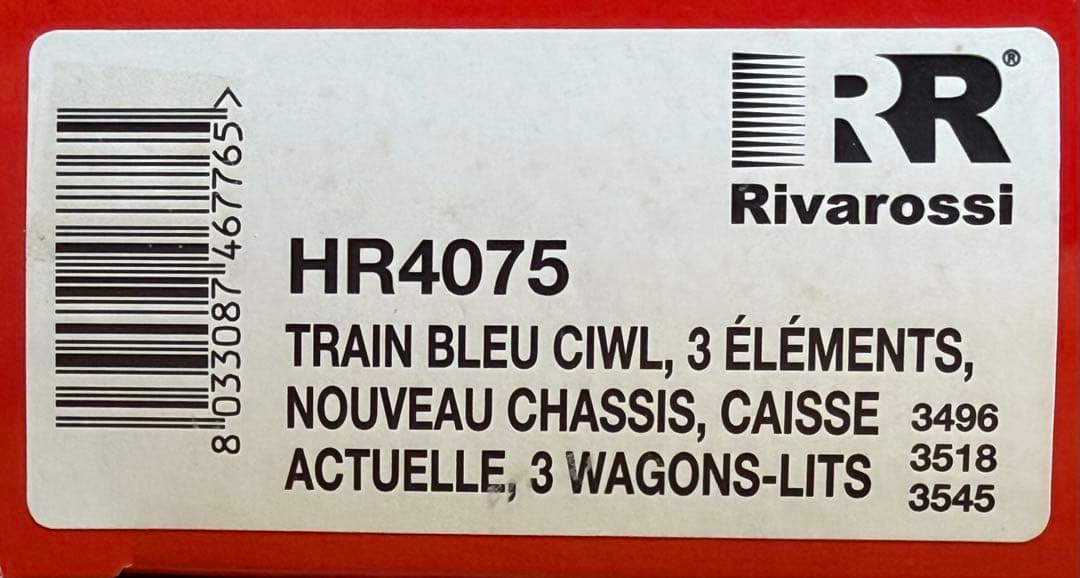 RR®
Rivarossi
HR4075
TRAIN BLEU CIWL, 3 ÉLÉMENTS,
NOUVEAU CHASSIS, CAISSE 3496
3518
ACTUELLE, 3 WAGONS-LITS 3545
8 033087 467765 >